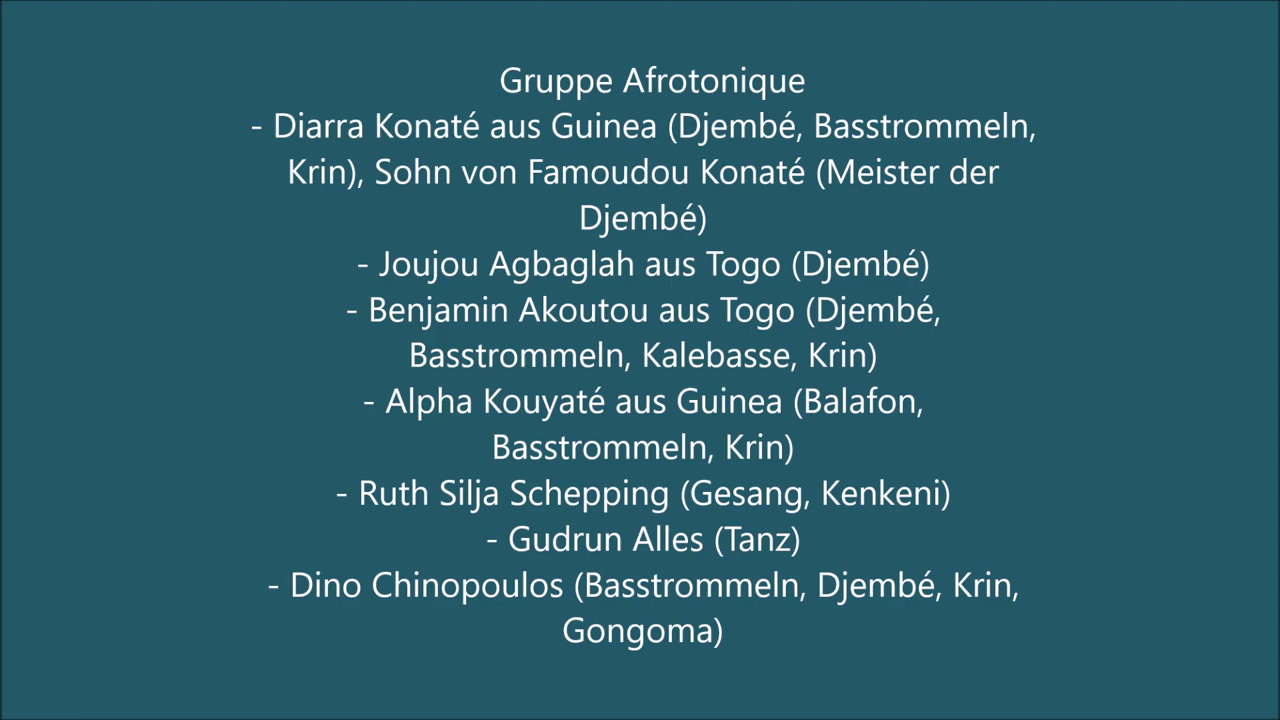 Gruppe Afrotonique
- Diarra Konaté aus Guinea (Djembé, Basstrommeln,
Krin), Sohn von Famoudou Konaté (Meister der
Djembé)
- Joujou Agbaglah aus Togo (Djembé)
- Benjamin Akoutou aus Togo (Djembé,
Basstrommeln, Kalebasse, Krin)
- Alpha Kouyaté aus Guinea (Balafon,
Basstrommeln, Krin)
- Ruth Silja Schepping (Gesang, Kenkeni)
- Gudrun Alles (Tanz)
- Dino Chinopoulos (Basstrommeln, Djembé, Krin,
Gongoma)